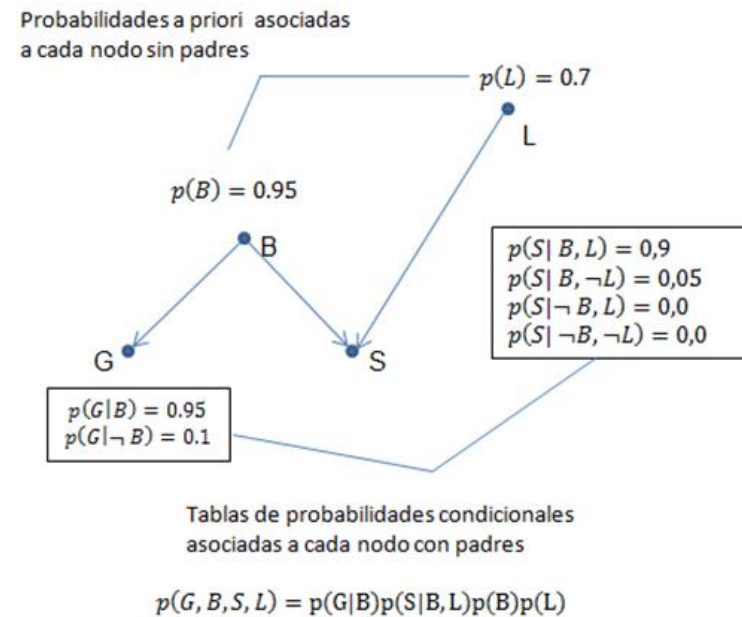 Probabilidades a priori asociadas
a cada nodo sin padres
p(L) = 0.7
L
p(B) = 0.95
B
p(S| B, L) = 0,9
p(S| B, ¬L) = 0,05
p(S|¬ B, L) = 0,0
p(S| ¬B, ¬L) = 0,0
G
S
p(G|B) = 0.95
p(G|¬ B) = 0.1
Tablas de probabilidades condicionales
asociadas a cada nodo con padres
p(G, B, S, L) = p(G|B)p(S|B, L)p(B)p(L)